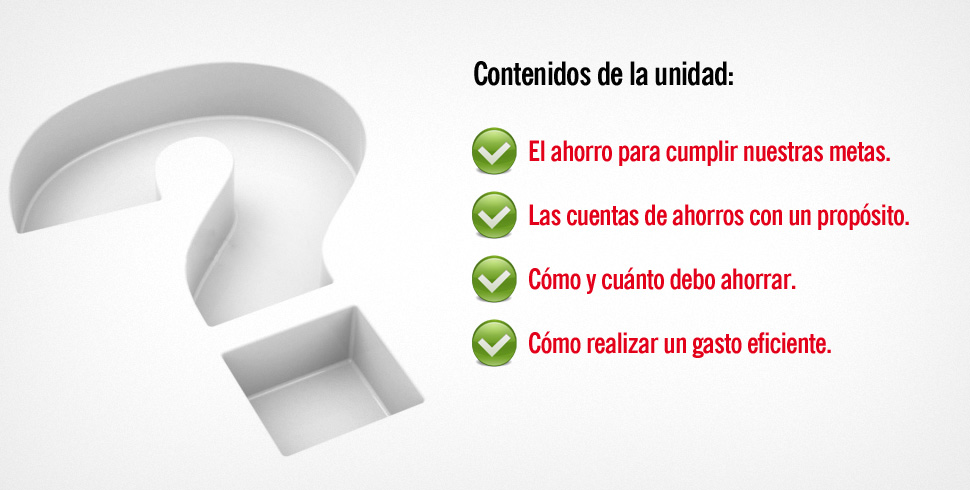 Contenidos de la unidad:
El ahorro para cumplir nuestras metas.
Las cuentas de ahorros con un propósito.
Cómo y cuánto debo ahorrar.
Cómo realizar un gasto eficiente.